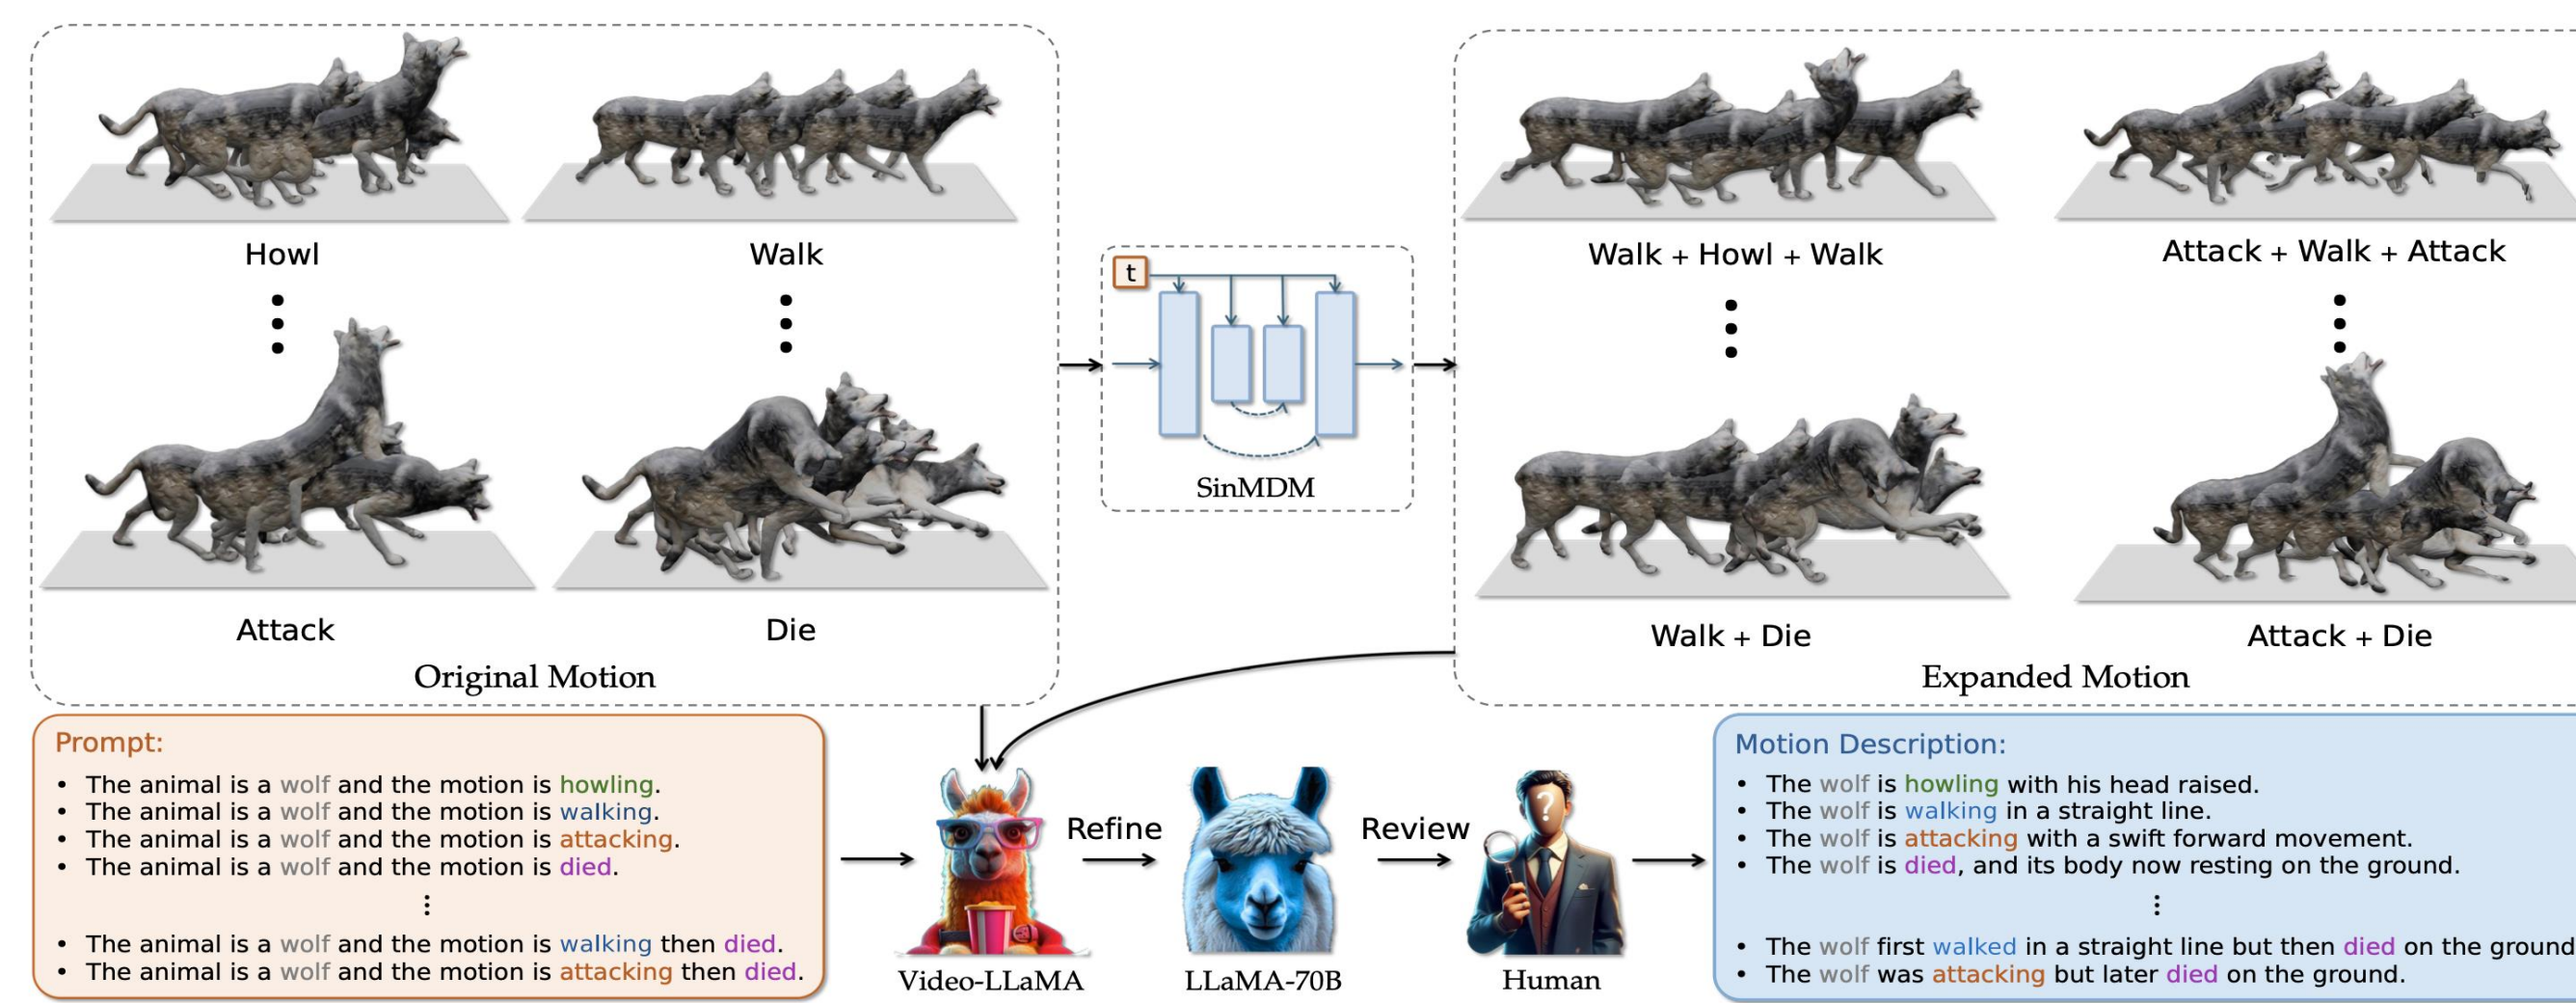 Howl
Walk
Walk + Howl + Walk
Attack + Walk + Attack
t
SinMDM
Attack
Die
Walk + Die
Attack + Die
Original Motion
Expanded Motion
Prompt:
• The animal is a wolf and the motion is howling.
• The animal is a wolf and the motion is walking.
• The animal is a wolf and the motion is attacking.
• The animal is a wolf and the motion is died.
• The animal is a wolf and the motion is walking then died.
• The animal is a wolf and the motion is attacking then died.
Video-LLaMA
Refine
LLaMA-70B
Review
?
Human
Motion Description:
• The wolf is howling with his head raised.
• The wolf is walking in a straight line.
• The wolf is attacking with a swift forward movement.
• The wolf is died, and its body now resting on the ground.
• The wolf first walked in a straight line but then died on the ground
• The wolf was attacking but later died on the ground.